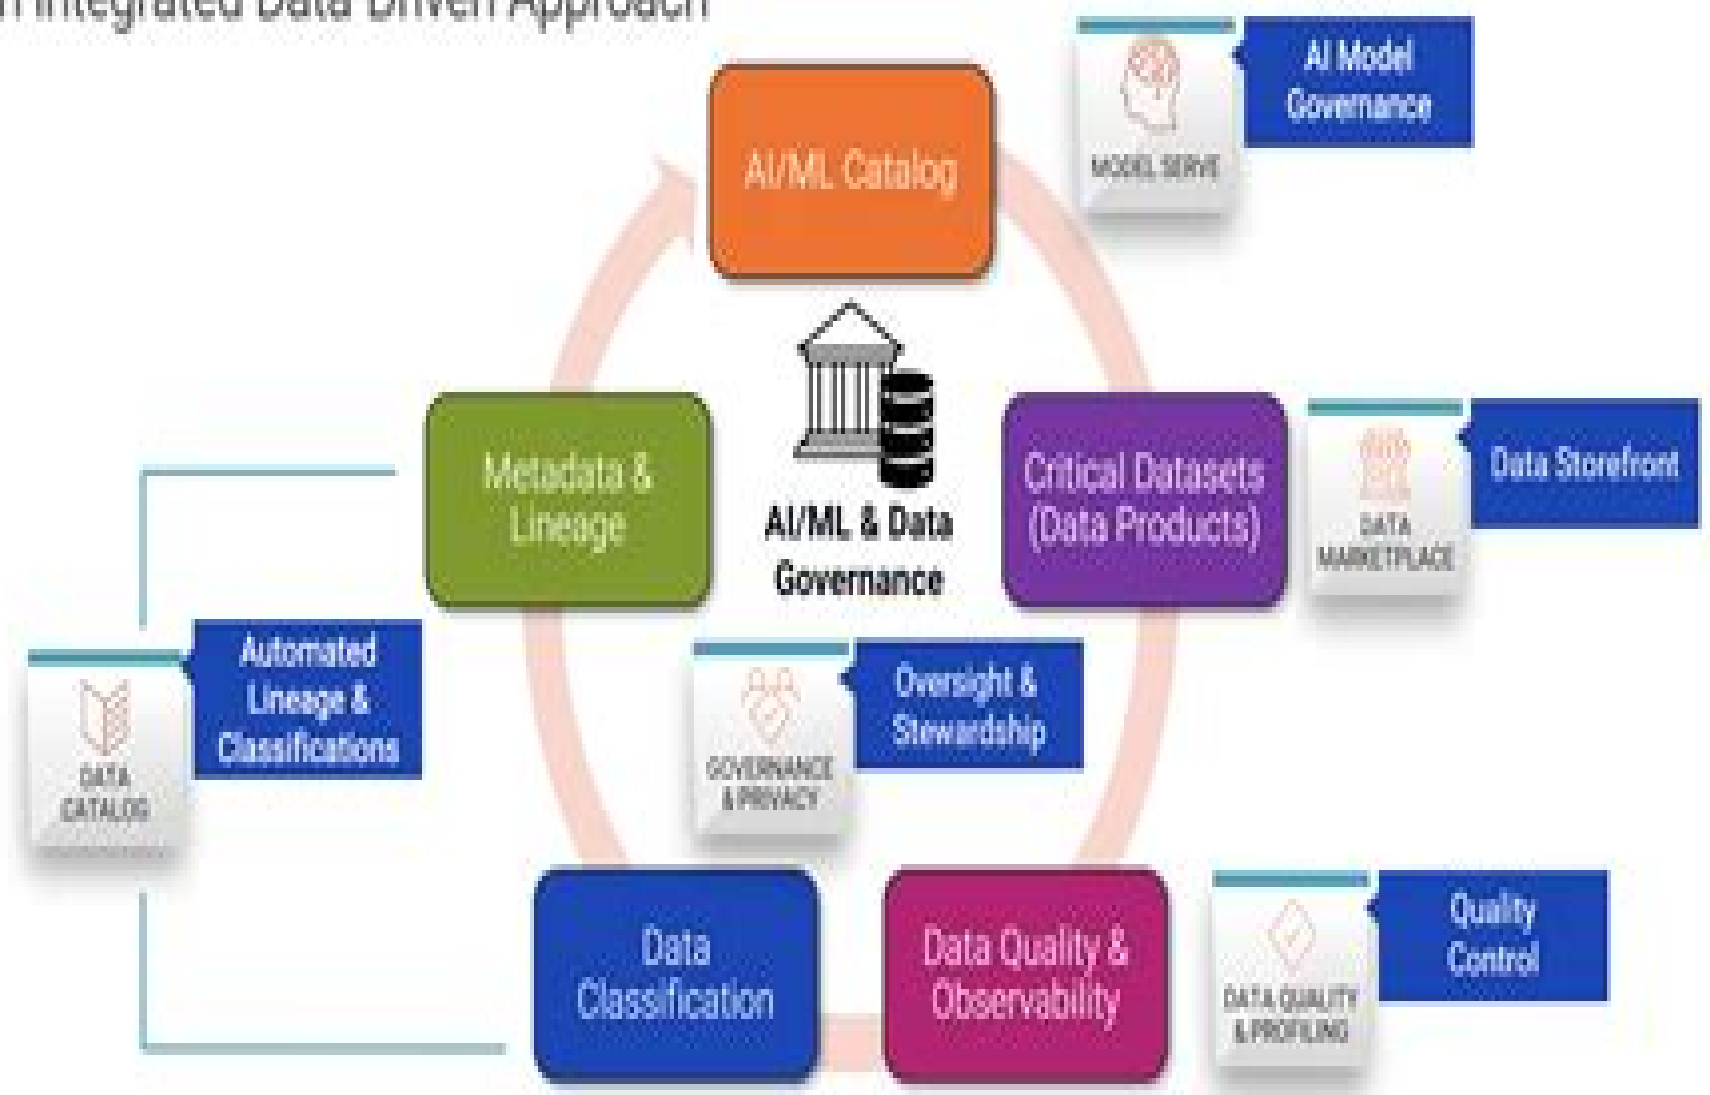 n Integrated Data-Driven Approach
AI Model
Governance
MODEL SERVE
AI/ML Catalog
Metadata &
Lineage
AI/ML & Data
Governance
Critical Datasets
(Data Products)
Data Storefront
DATA
MARKETPLACE
Automated
Lineage &
Classifications
DATA
CATALOG
Oversight &
Stewardship
GOVERNANCE
& PRIVACY
Data
Classification
Data Quality &
Observability
Quality
Control
DATA QUALITY
& PROFILING